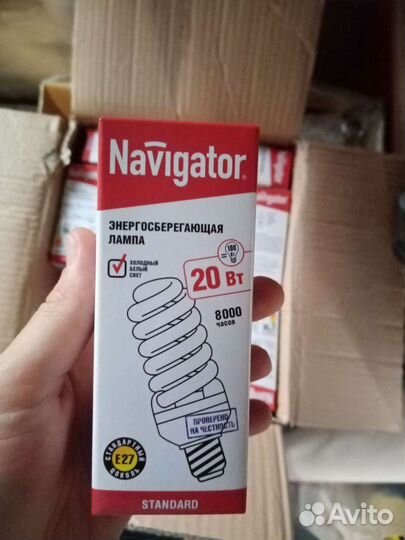 Navigator®
ЭНЕРГОСБЕРЕГАЮЩАЯ
ЛАМПА
ХОЛОДНЫЙ
БЕЛЫЙ
СВЕТ
=
100
Вт
20 Вт
8000
часов
ПРОВЕРЕНО
НА ЧЕСТНОСТЬ
СТАНДАРТНЫЙ
E27
ЦОКОЛЬ
STANDARD
Avito